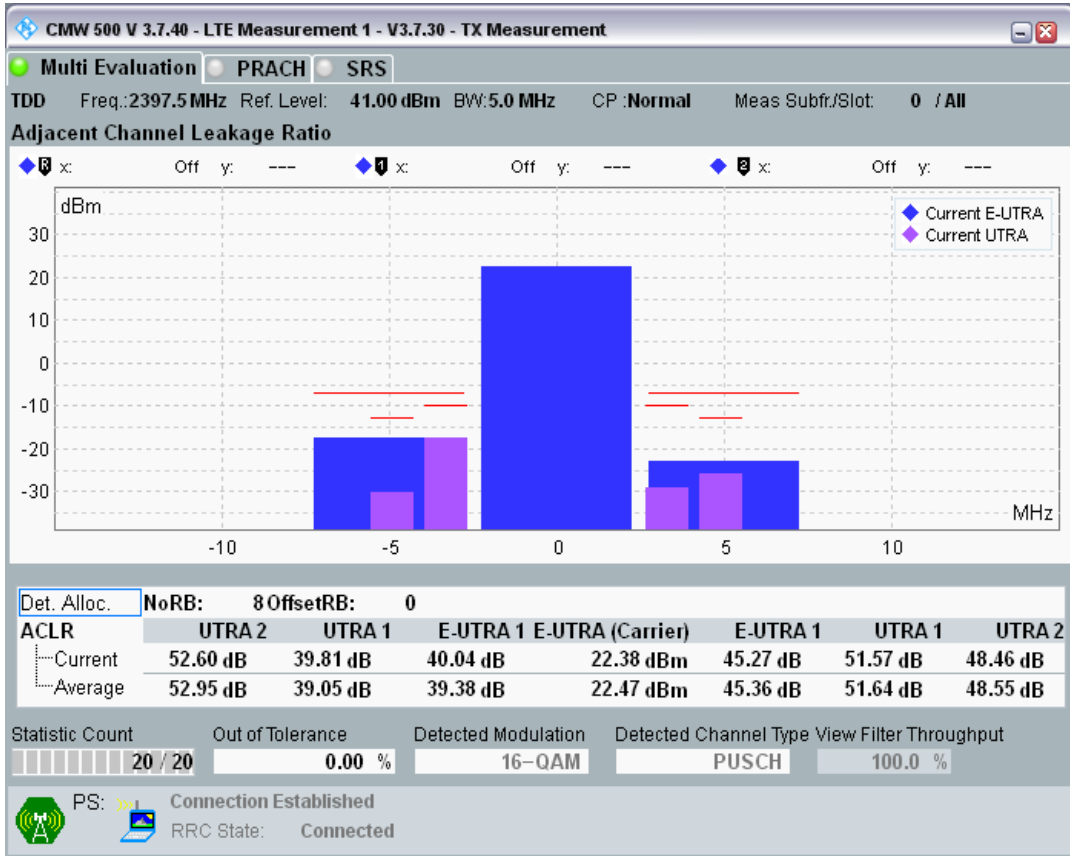 CMW 500 V 3.7.40 - LTE Measurement 1 - V3.7.30 - TX Measurement
Multi Evaluation PRACH SRS
TDD Freq.:2397.5 MHz Ref. Level: 41.00 dBm BW:5.0 MHz CP :Normal Meas Subfr./Slot: 0 / All
Adjacent Channel Leakage Ratio
R x: Off y: --- 1 x: Off y: --- 2 x: Off y: ---
dBm
Current E-UTRA
Current UTRA
30
20
10
0
-10
-20
-30
MHz
-10 -5 0 5 10
Det. Alloc. NoRB: 8 OffsetRB: 0
ACLR UTRA 2 UTRA 1 E-UTRA 1 E-UTRA (Carrier) E-UTRA 1 UTRA 1 UTRA 2
Current 52.60 dB 39.81 dB 40.04 dB 22.38 dBm 45.27 dB 51.57 dB 48.46 dB
Average 52.95 dB 39.05 dB 39.38 dB 22.47 dBm 45.36 dB 51.64 dB 48.55 dB
Statistic Count Out of Tolerance Detected Modulation Detected Channel Type View Filter Throughput
20 / 20 0.00 % 16-QAM PUSCH 100.0 %
PS: Connection Established
RRC State: Connected